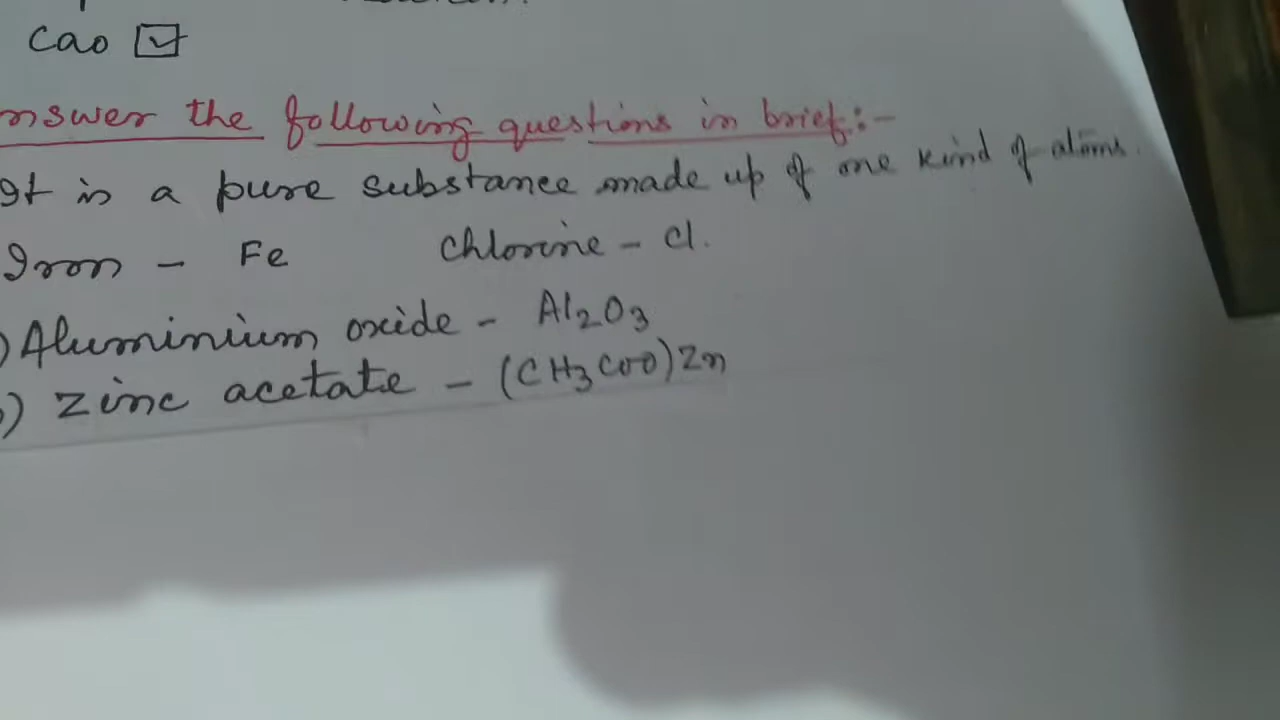 Cao
nswer the following questions in brief:-
It is a pure substance made up of one kind of atoms.
Iron - Fe Chlorine - Cl.
) Aluminium oxide - Al2O3
) Zinc acetate - (CH3COO)Zn